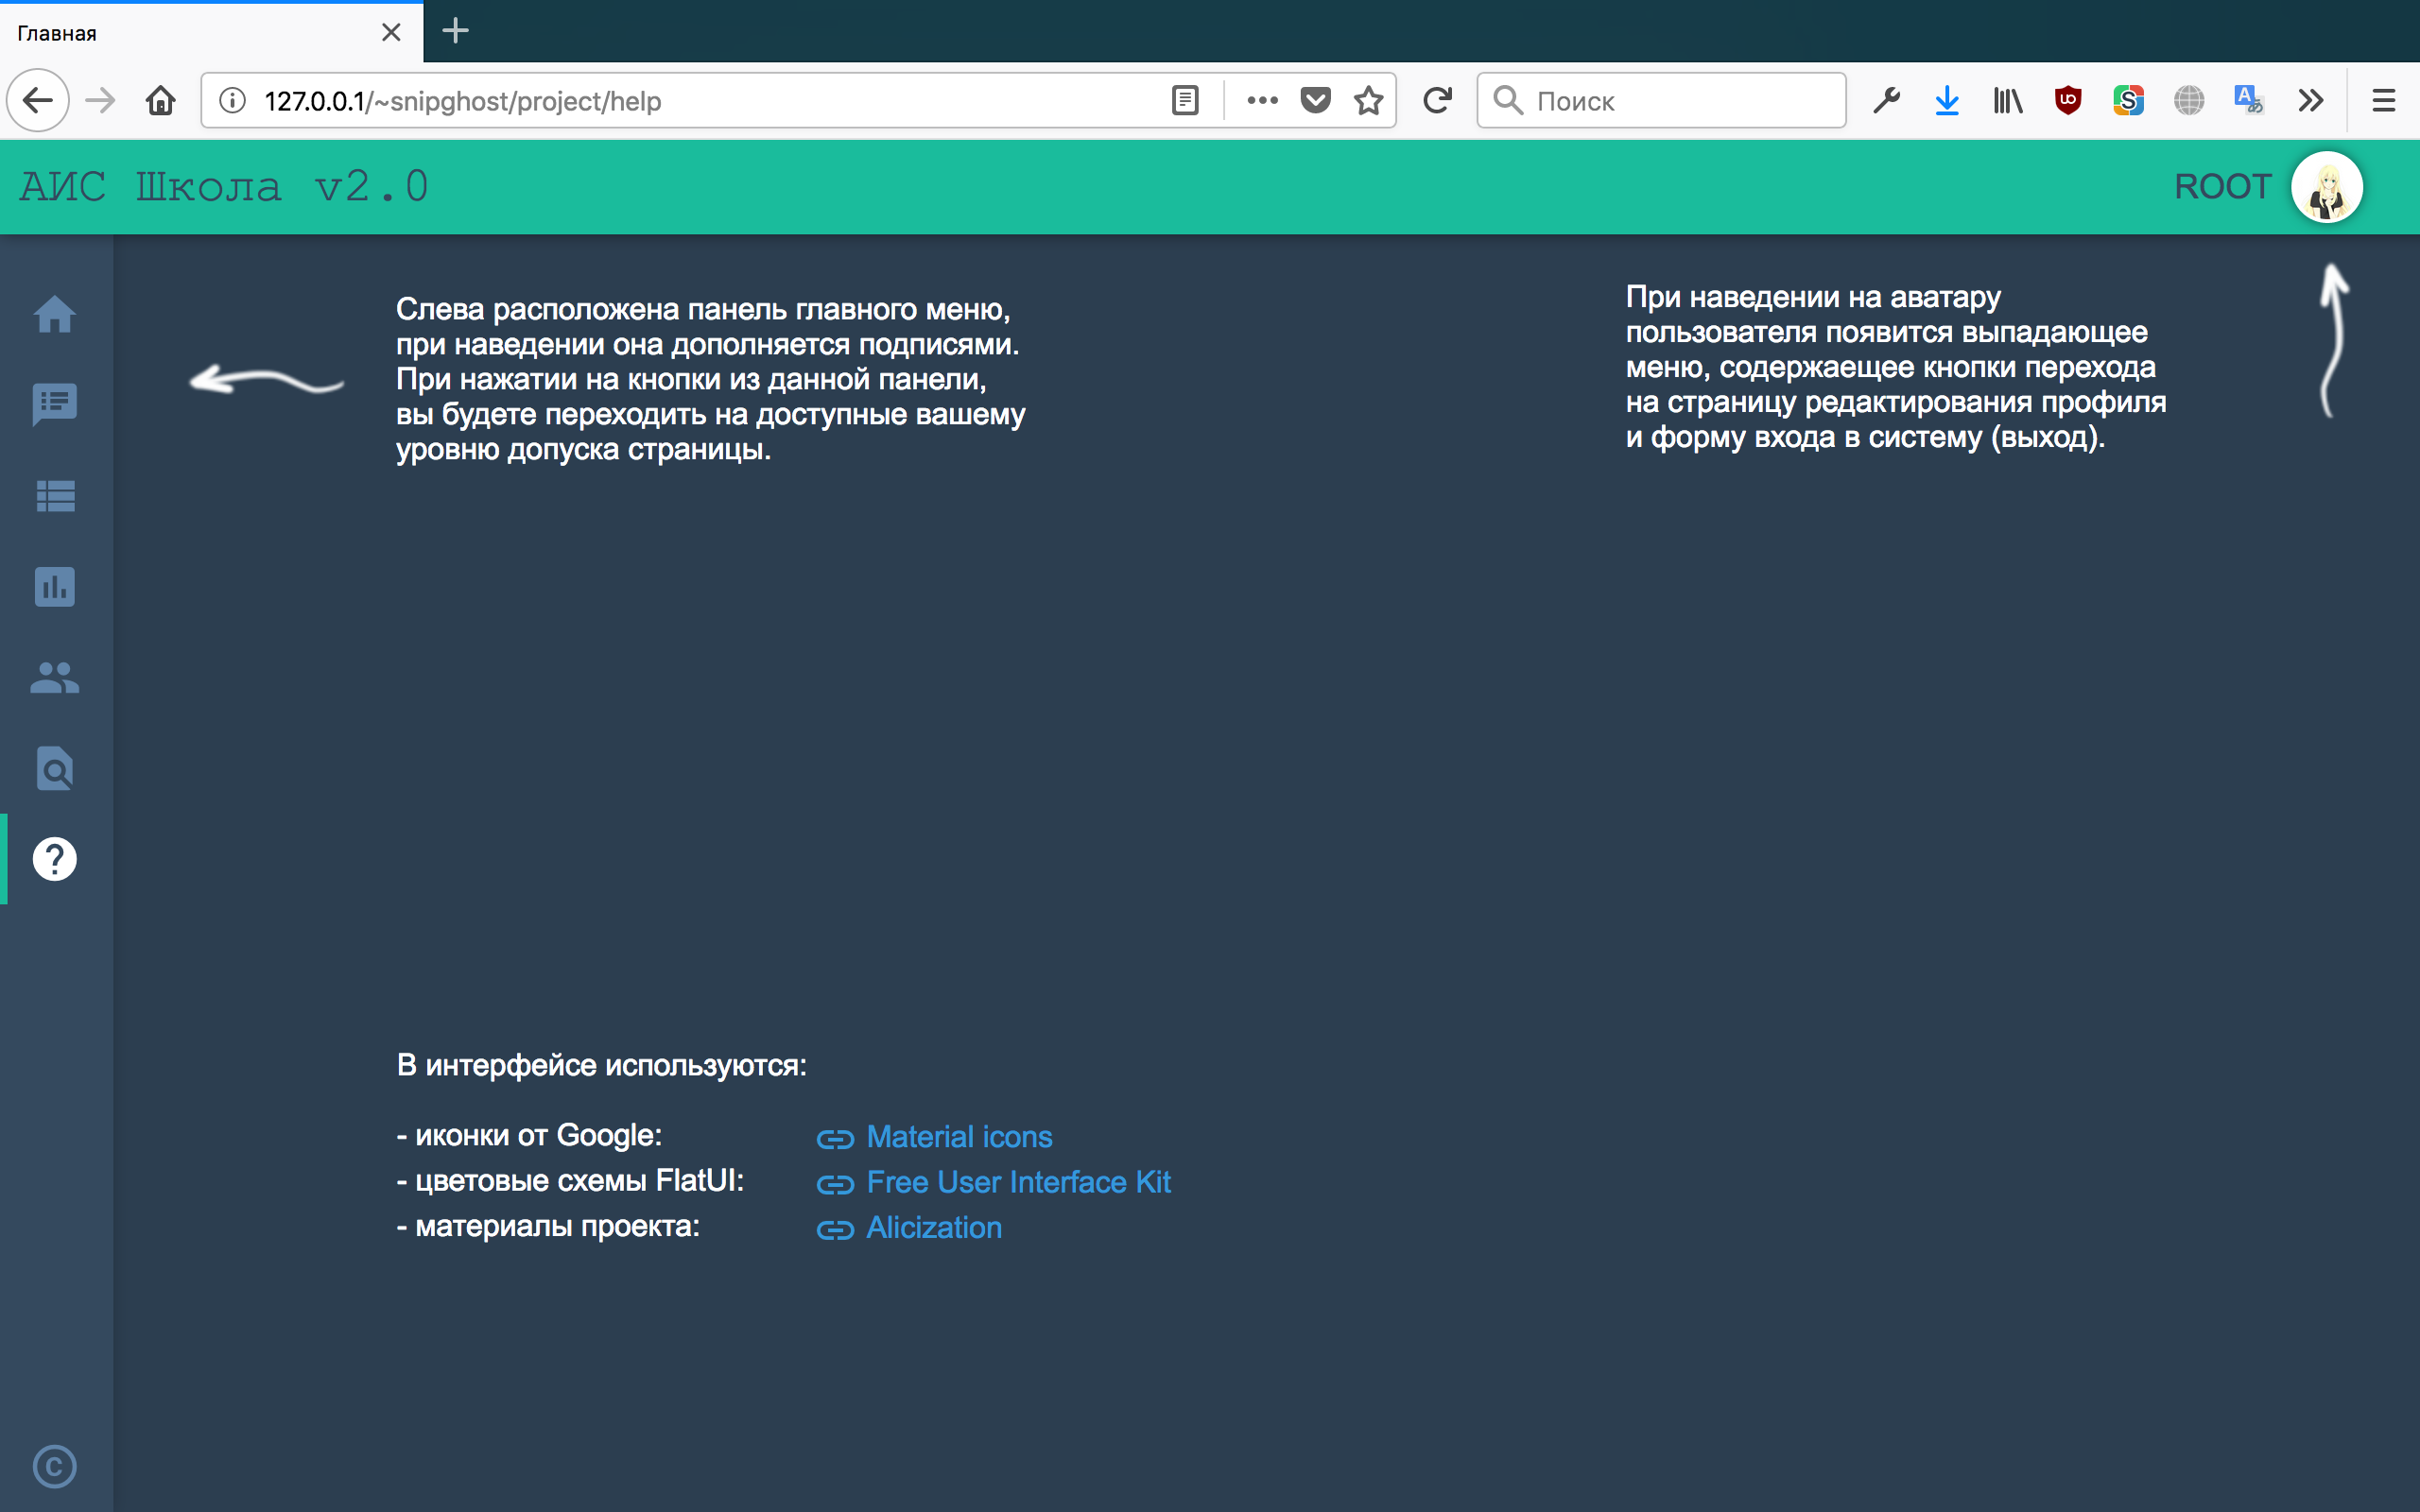 Главная
127.0.0.1/~snipghost/project/help
Поиск
АИС Школа v2.0
ROOT
Слева расположена панель главного меню,
при наведении она дополняется подписями.
При нажатии на кнопки из данной панели,
вы будете переходить на доступные вашему
уровню допуска страницы.
При наведении на аватару
пользователя появится выпадающее
меню, содержаещее кнопки перехода
на страницу редактирования профиля
и форму входа в систему (выход).
В интерфейсе используются:
- иконки от Google: Material icons
- цветовые схемы FlatUI: Free User Interface Kit
- материалы проекта: Alicization